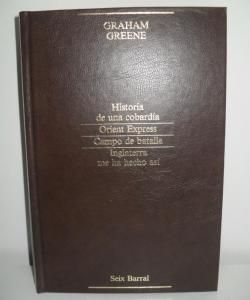 GRAHAM
GREENE
Historia
de una cobardía
Orient Express
Campo de batalla
Inglaterra
me ha hecho así
Seix Barral